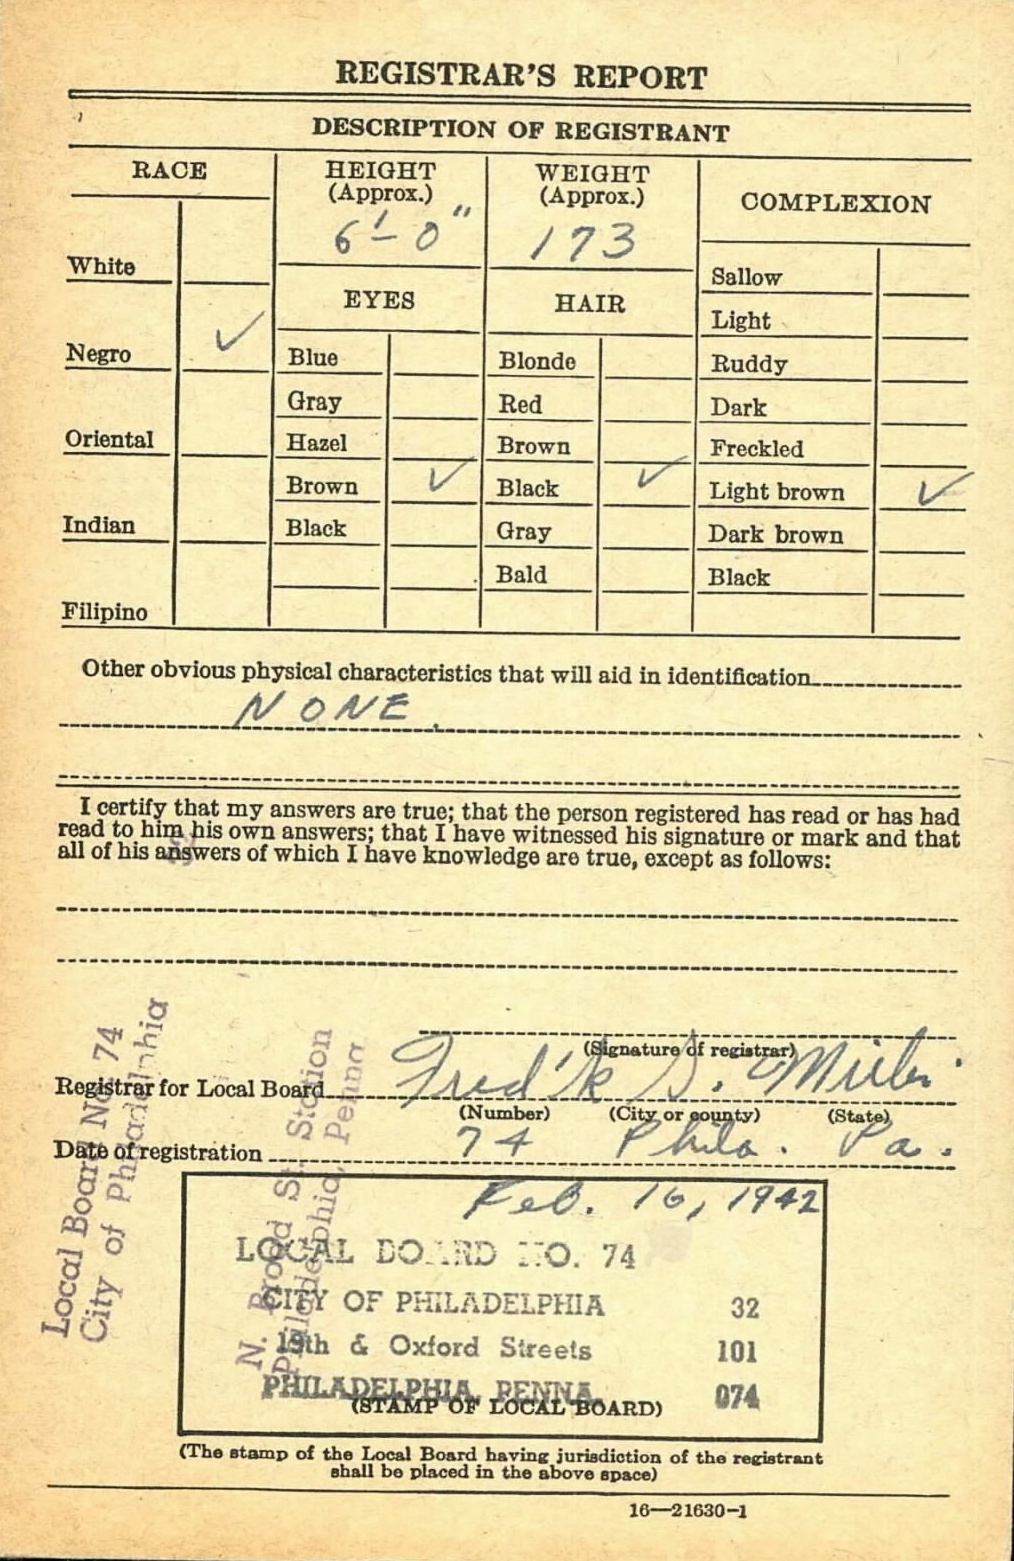 REGISTRAR'S REPORT
DESCRIPTION OF REGISTRANT
RACE
White
Negro ✓
Oriental
Indian
Filipino
HEIGHT
(Approx.)
6'-0"
EYES
Blue
Gray
Hazel
Brown ✓
Black
WEIGHT
(Approx.)
173
HAIR
Blonde
Red
Brown
Black ✓
Gray
Bald
COMPLEXION
Sallow
Light
Ruddy
Dark
Freckled
Light brown ✓
Dark brown
Black
Other obvious physical characteristics that will aid in identification
NONE.
I certify that my answers are true; that the person registered has read or has had
read to him his own answers; that I have witnessed his signature or mark and that
all of his answers of which I have knowledge are true, except as follows:
(Signature of registrar)
Registrar for Local Board Fred'k S.
(Number) (City or county) (State)
74 Phila. Pa.
Date of registration
Feb. 16, 1942
LOCAL BOARD NO. 74
CITY OF PHILADELPHIA 32
19th & Oxford Streets 101
PHILADELPHIA, PENNA. 074
(STAMP OF LOCAL BOARD)
(The stamp of the Local Board having jurisdiction of the registrant
shall be placed in the above space)
16—21630-1
Local Board No. 74
City of Philadelphia
N. Broad St. Station
Philadelphia, Penna